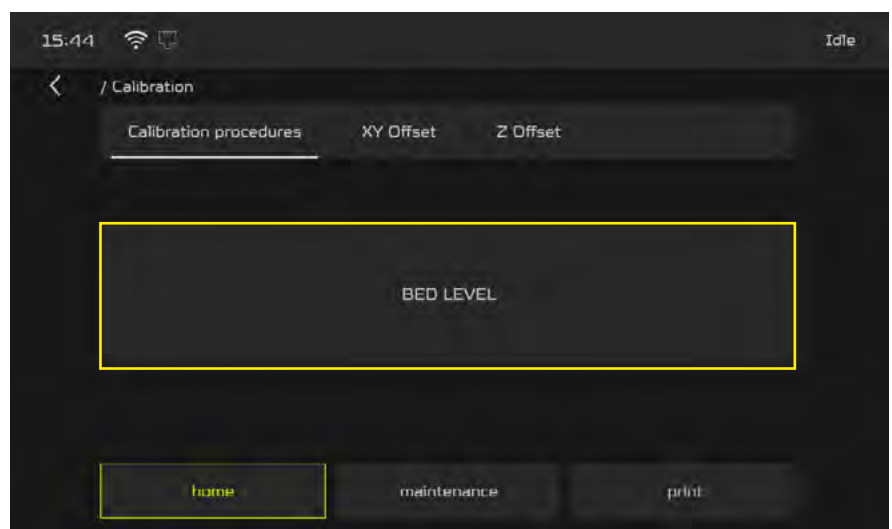 15:44 Idle
/ Calibration
Calibration procedures XY Offset Z Offset
BED LEVEL
home maintenance print